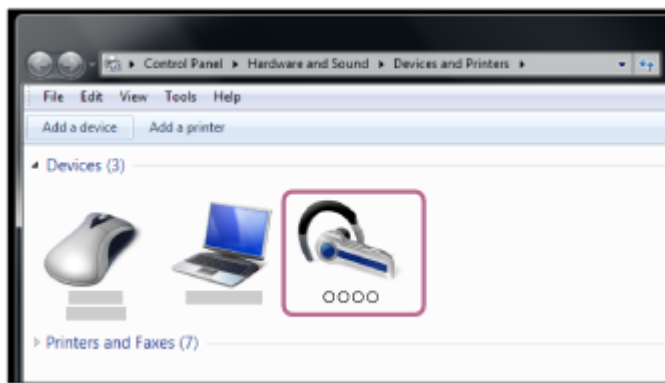 Control Panel ▸ Hardware and Sound ▸ Devices and Printers ▸
File Edit View Tools Help
Add a device Add a printer
Devices (3)
OOOO
Printers and Faxes (7)